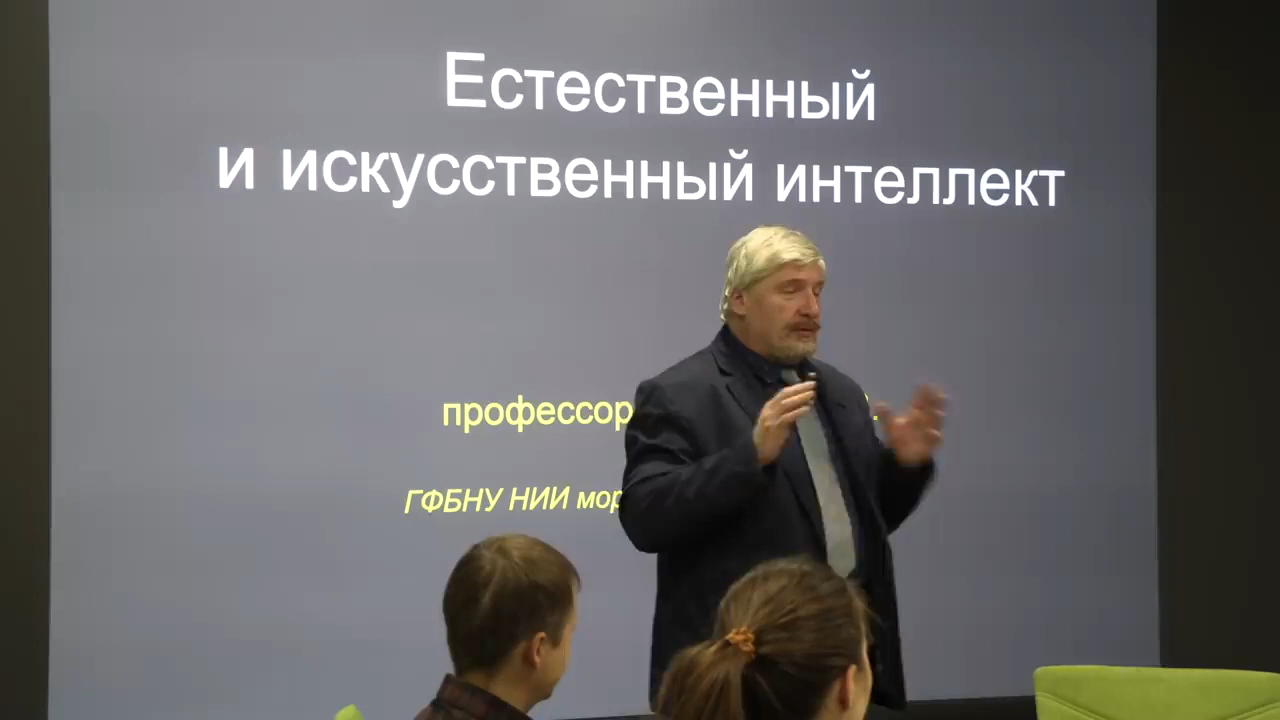 Естественный
и искусственный интеллект
профессор
ГФБНУ НИИ мор